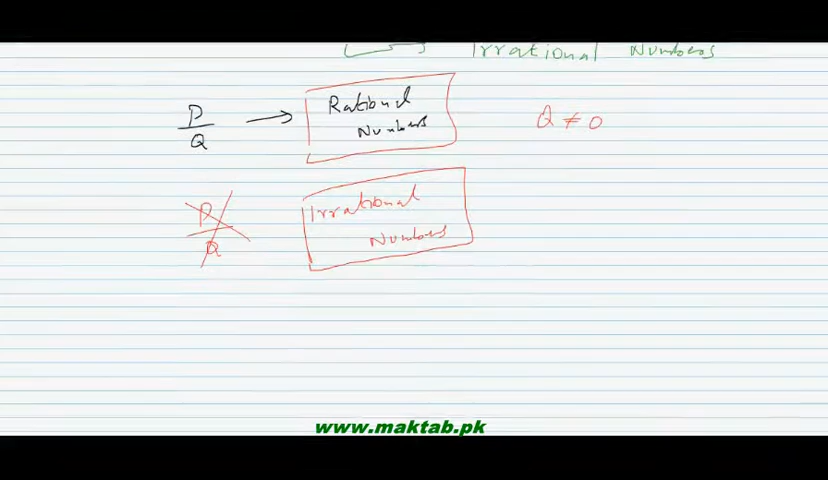 Irrational Numbers
P
Q
Rational
Numbers
Q ≠ 0
P
Q
Irrational
Numbers
www.maktab.pk